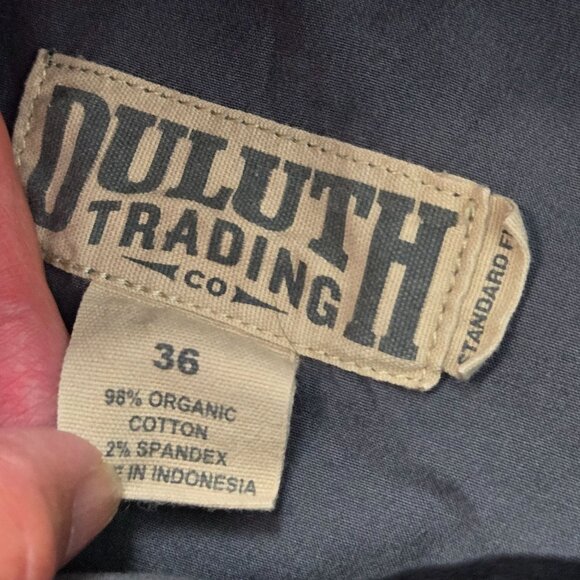 DULUTH
TRADING
CO
STANDARD
36
98% ORGANIC
COTTON
2% SPANDEX
IN INDONESIA